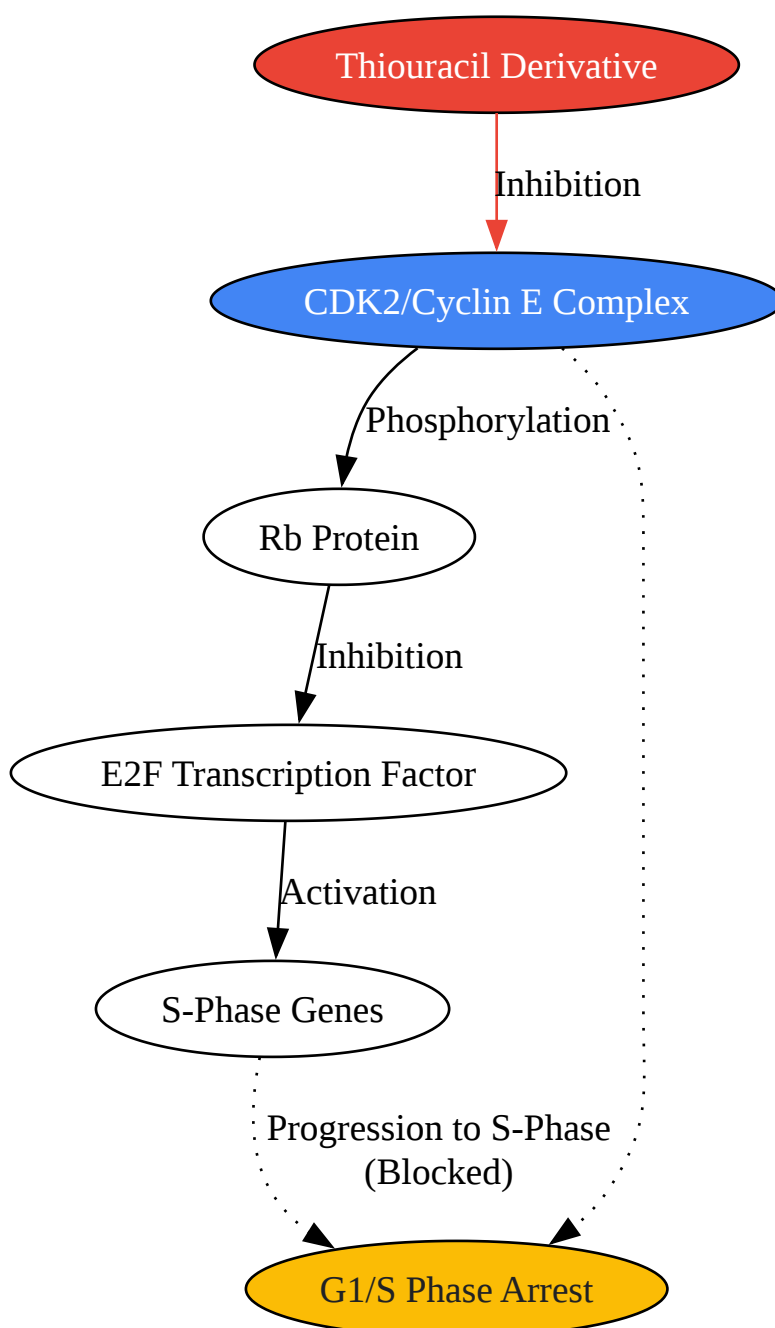 Thiouracil Derivative
Inhibition
CDK2/Cyclin E Complex
Phosphorylation
Rb Protein
Inhibition
E2F Transcription Factor
Activation
S-Phase Genes
Progression to S-Phase
(Blocked)
G1/S Phase Arrest